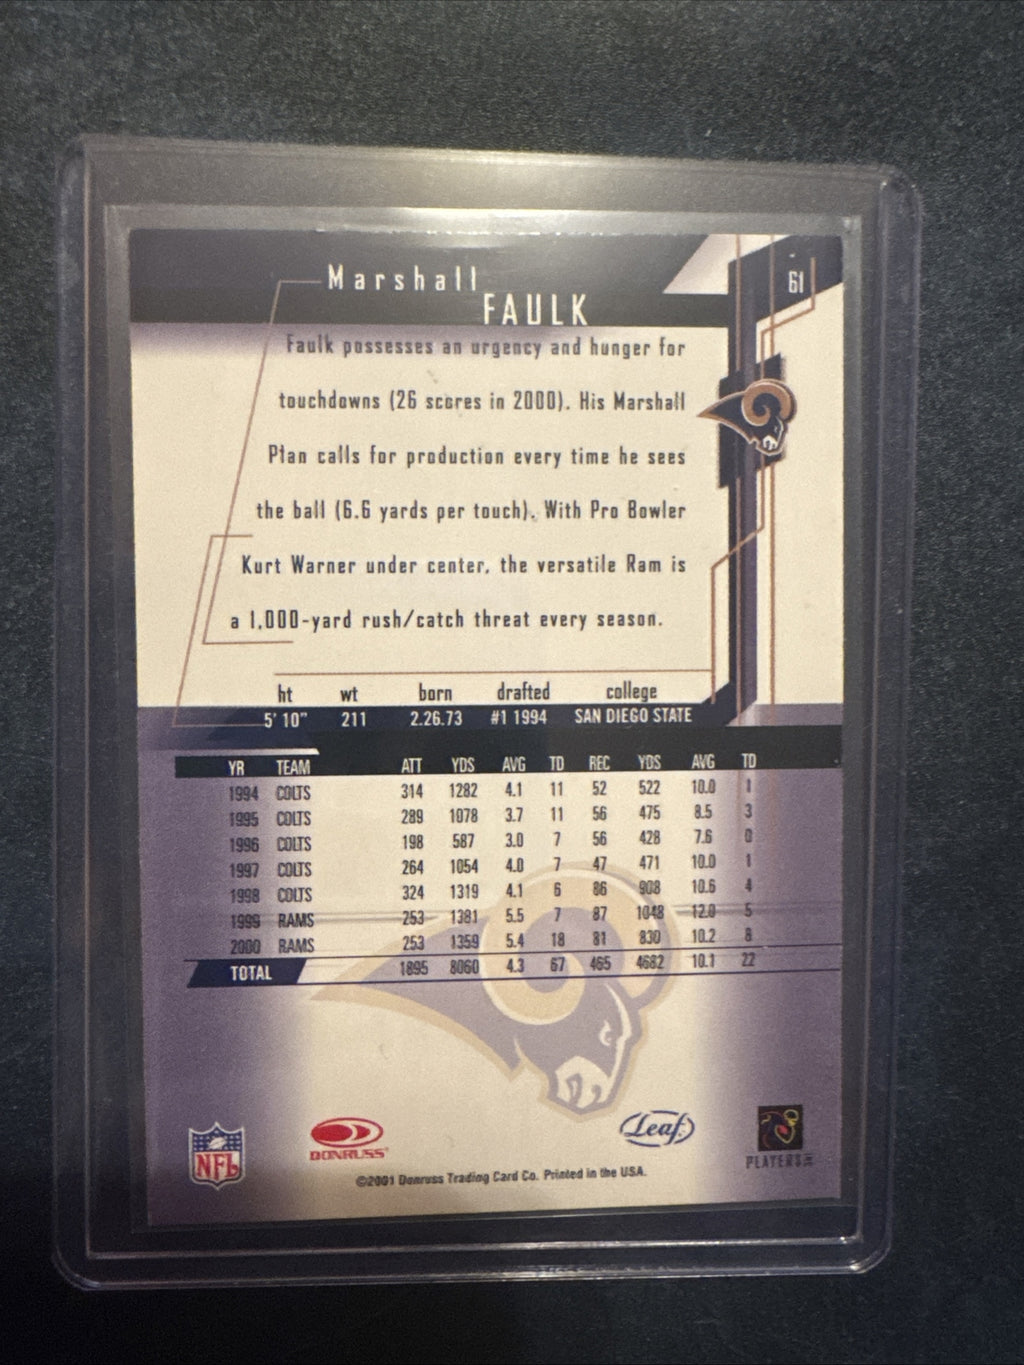 61
Marshall
FAULK
Faulk possesses an urgency and hunger for
touchdowns (26 scores in 2000). His Marshall
Plan calls for production every time he sees
the ball (6.6 yards per touch). With Pro Bowler
Kurt Warner under center, the versatile Ram is
a 1,000-yard rush/catch threat every season.
ht wt born drafted college
5' 10" 211 2.26.73 #1 1994 SAN DIEGO STATE
YR TEAM ATT YDS AVG TD REC YDS AVG TD
1994 COLTS 314 1282 4.1 11 52 522 10.0 1
1995 COLTS 289 1078 3.7 11 56 475 8.5 3
1996 COLTS 198 587 3.0 7 56 428 7.6 0
1997 COLTS 264 1054 4.0 7 47 471 10.0 1
1998 COLTS 324 1319 4.1 6 86 908 10.6 4
1999 RAMS 253 1381 5.5 7 87 1048 12.0 5
2000 RAMS 253 1359 5.4 18 81 830 10.2 8
TOTAL 1895 8060 4.3 67 465 4682 10.1 22
NFL
DONRUSS
Leaf
PLAYERS
©2001 Donruss Trading Card Co. Printed in the USA.